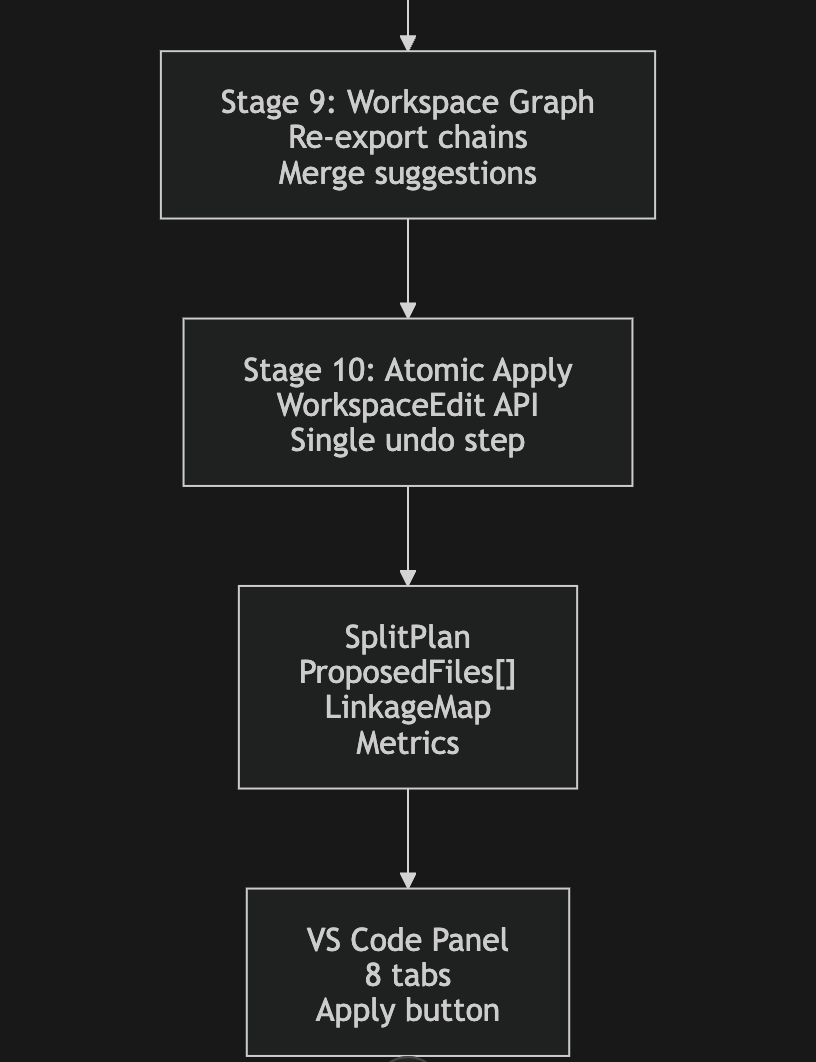 Stage 9: Workspace Graph
Re-export chains
Merge suggestions
Stage 10: Atomic Apply
WorkspaceEdit API
Single undo step
SplitPlan
ProposedFiles[]
LinkageMap
Metrics
VS Code Panel
8 tabs
Apply button